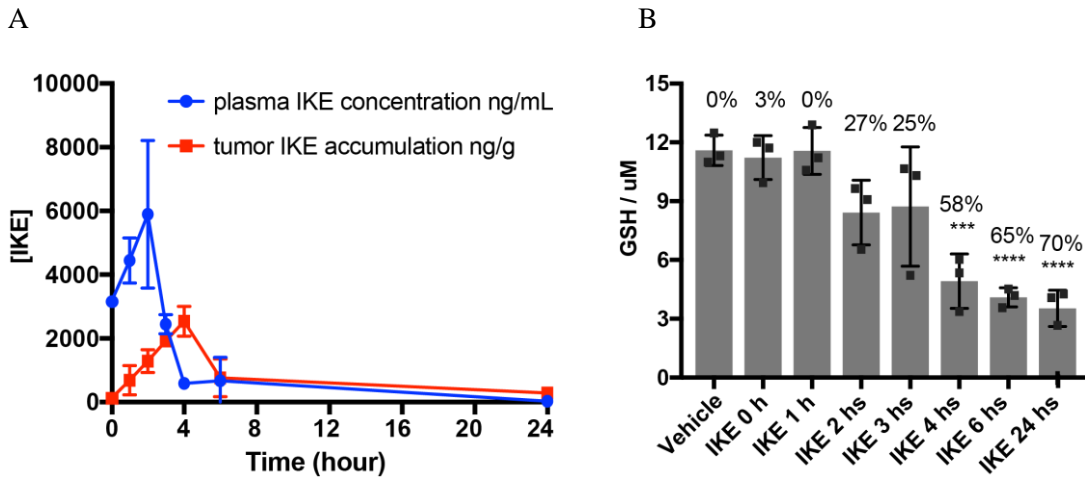 A
[IKE]
10000
8000
6000
4000
2000
0
plasma IKE concentration ng/mL
tumor IKE accumulation ng/g
0 4 8 12 16 20 24
Time (hour)
B
GSH / uM
15
12
9
6
3
0
0% 3% 0%
27% 25%
58%
***
65%
****
70%
****
Vehicle
IKE 0 h
IKE 1 h
IKE 2 hs
IKE 3 hs
IKE 4 hs
IKE 6 hs
IKE 24 hs